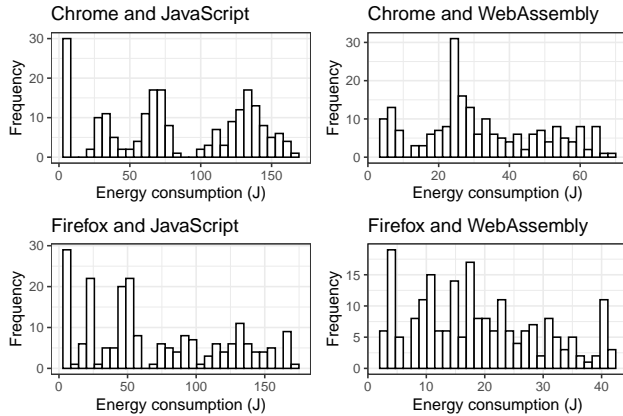 Chrome and JavaScript
Frequency
30
20
10
0
0 50 100 150
Energy consumption (J)
Chrome and WebAssembly
Frequency
30
20
10
0
0 20 40 60
Energy consumption (J)
Firefox and JavaScript
Frequency
30
20
10
0
0 50 100 150
Energy consumption (J)
Firefox and WebAssembly
Frequency
15
10
5
0
0 10 20 30 40
Energy consumption (J)